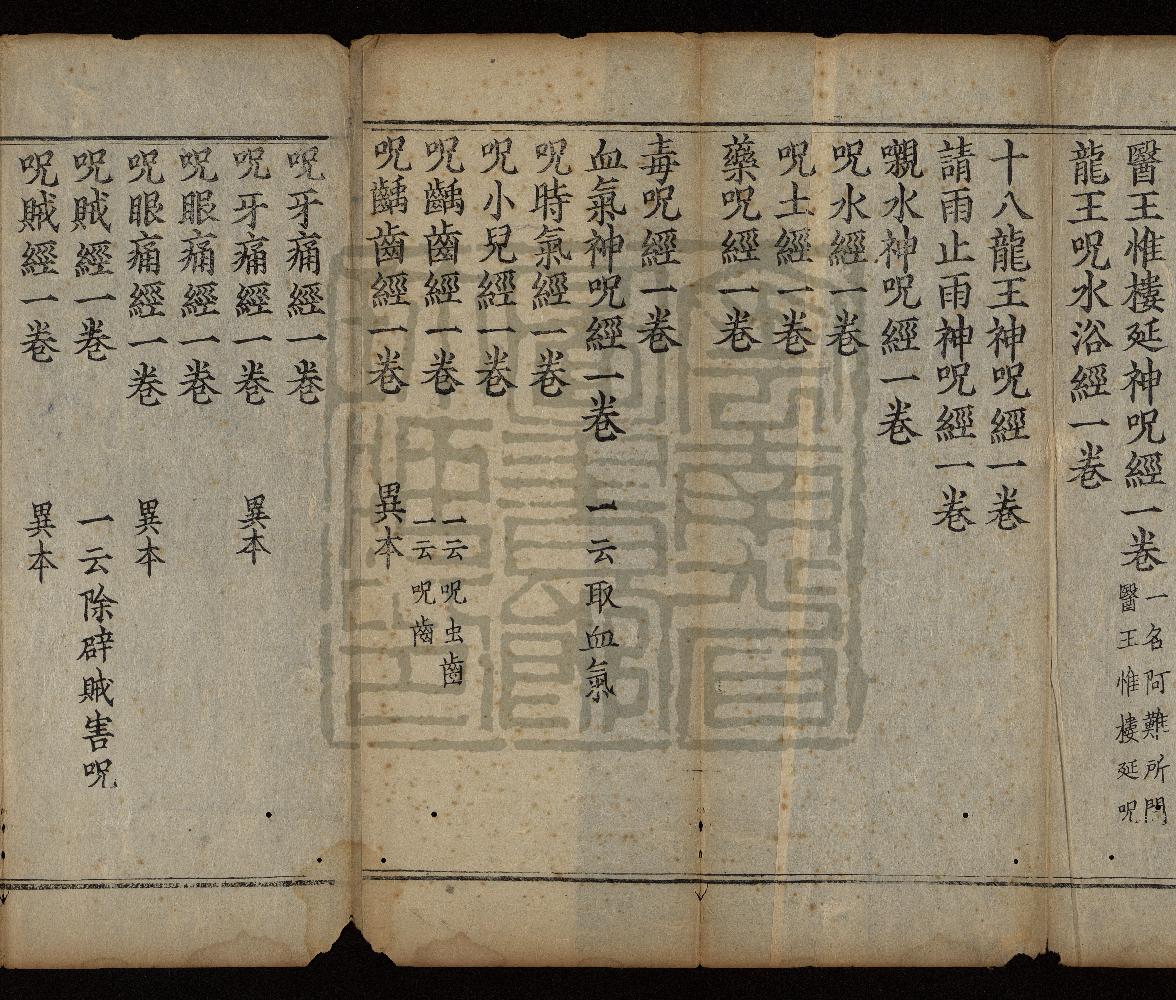 醫王惟樓延神呪經一卷 一名阿難所問醫王惟樓延呪
龍王呪水浴經一卷
十八龍王神呪經一卷
請雨止雨神呪經一卷
嚫水神呪經一卷
呪水經一卷
呪土經一卷
藥呪經一卷
毒呪經一卷
血氣神呪經一卷 一云取血氣
呪時氣經一卷
呪小兒經一卷
呪齲齒經一卷 一云呪虫齒一云呪齒
呪齲齒經一卷 異本
呪牙痛經一卷
呪牙痛經一卷 異本
呪眼痛經一卷
呪眼痛經一卷 異本
呪賊經一卷 一云除辟賊害呪
呪賊經一卷 異本